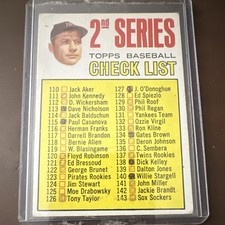 2nd SERIES
TOPPS BASEBALL
CHECK LIST
110 Jack Aker
111 John Kennedy
112 D. Wickersham
113 Dave Nicholson
114 Jack Baldschun
115 Paul Casanova
116 Herman Franks
117 Darrell Brandon
118 Bernie Allen
119 W. Blasingame
120 Floyd Robinson
121 Ed Bressoud
122 George Brunet
123 Pirates Rookies
124 Jim Stewart
125 Moe Drabowsky
126 Tony Taylor
127 J. O'Donoghue
128 Ed Spiezio
129 Phil Roof
130 Phil Regan
131 Yankees Team
132 Ozzie Virgil
133 Ron Kline
134 Gates Brown
135 Deron Johnson
136 C. Sembera
137 Twins Rookies
138 Dick Kelley
139 Dalton Jones
140 Willie Stargell
141 John Miller
142 Jackie Brandt
143 Sox Sockers